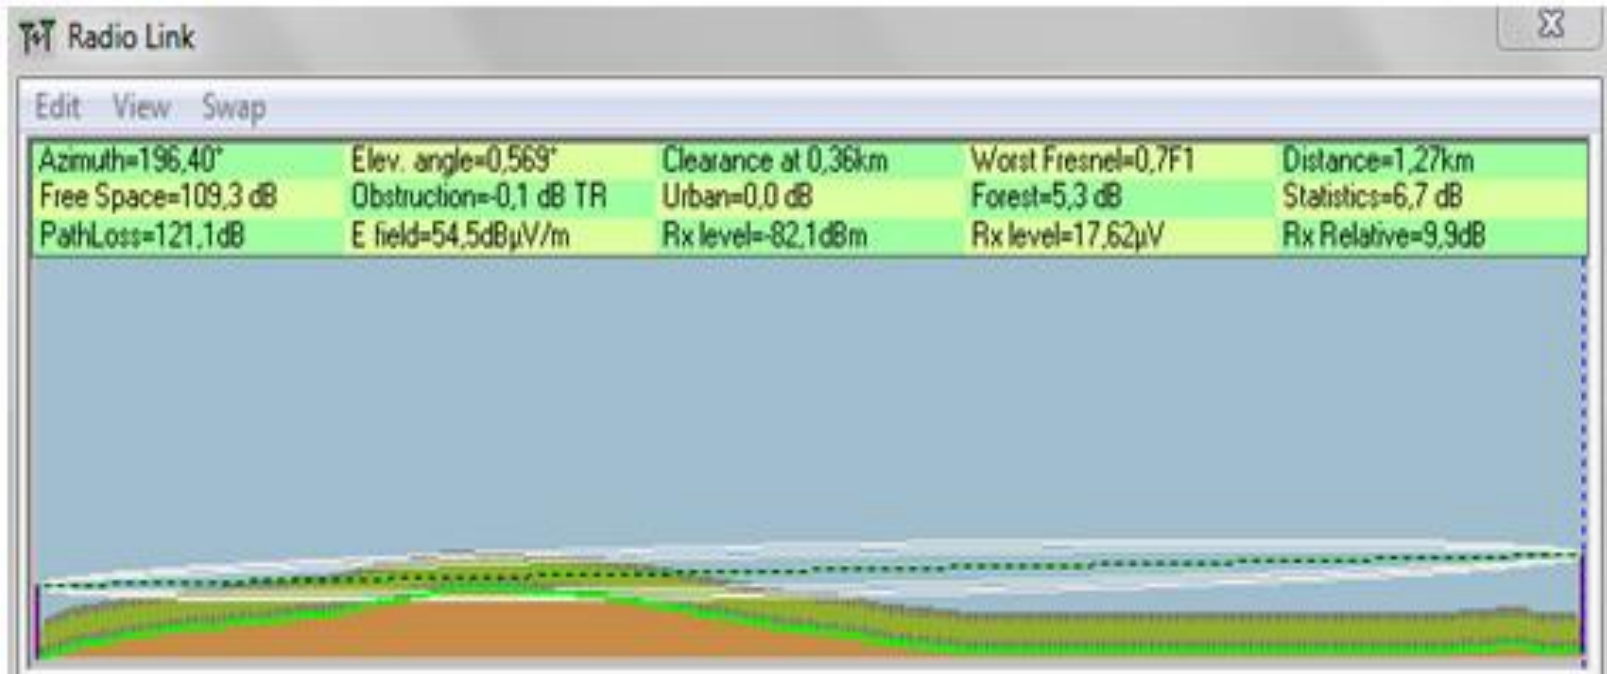 Radio Link
X
Edit View Swap
Azimuth=196,40° Elev. angle=0,569° Clearance at 0,36km Worst Fresnel=0,7F1 Distance=1,27km
Free Space=109,3 dB Obstruction=-0,1 dB TR Urban=0,0 dB Forest=5,3 dB Statistics=6,7 dB
PathLoss=121,1dB E field=54,5dBµV/m Rx level=-82,1dBm Rx level=17,62µV Rx Relative=9,9dB